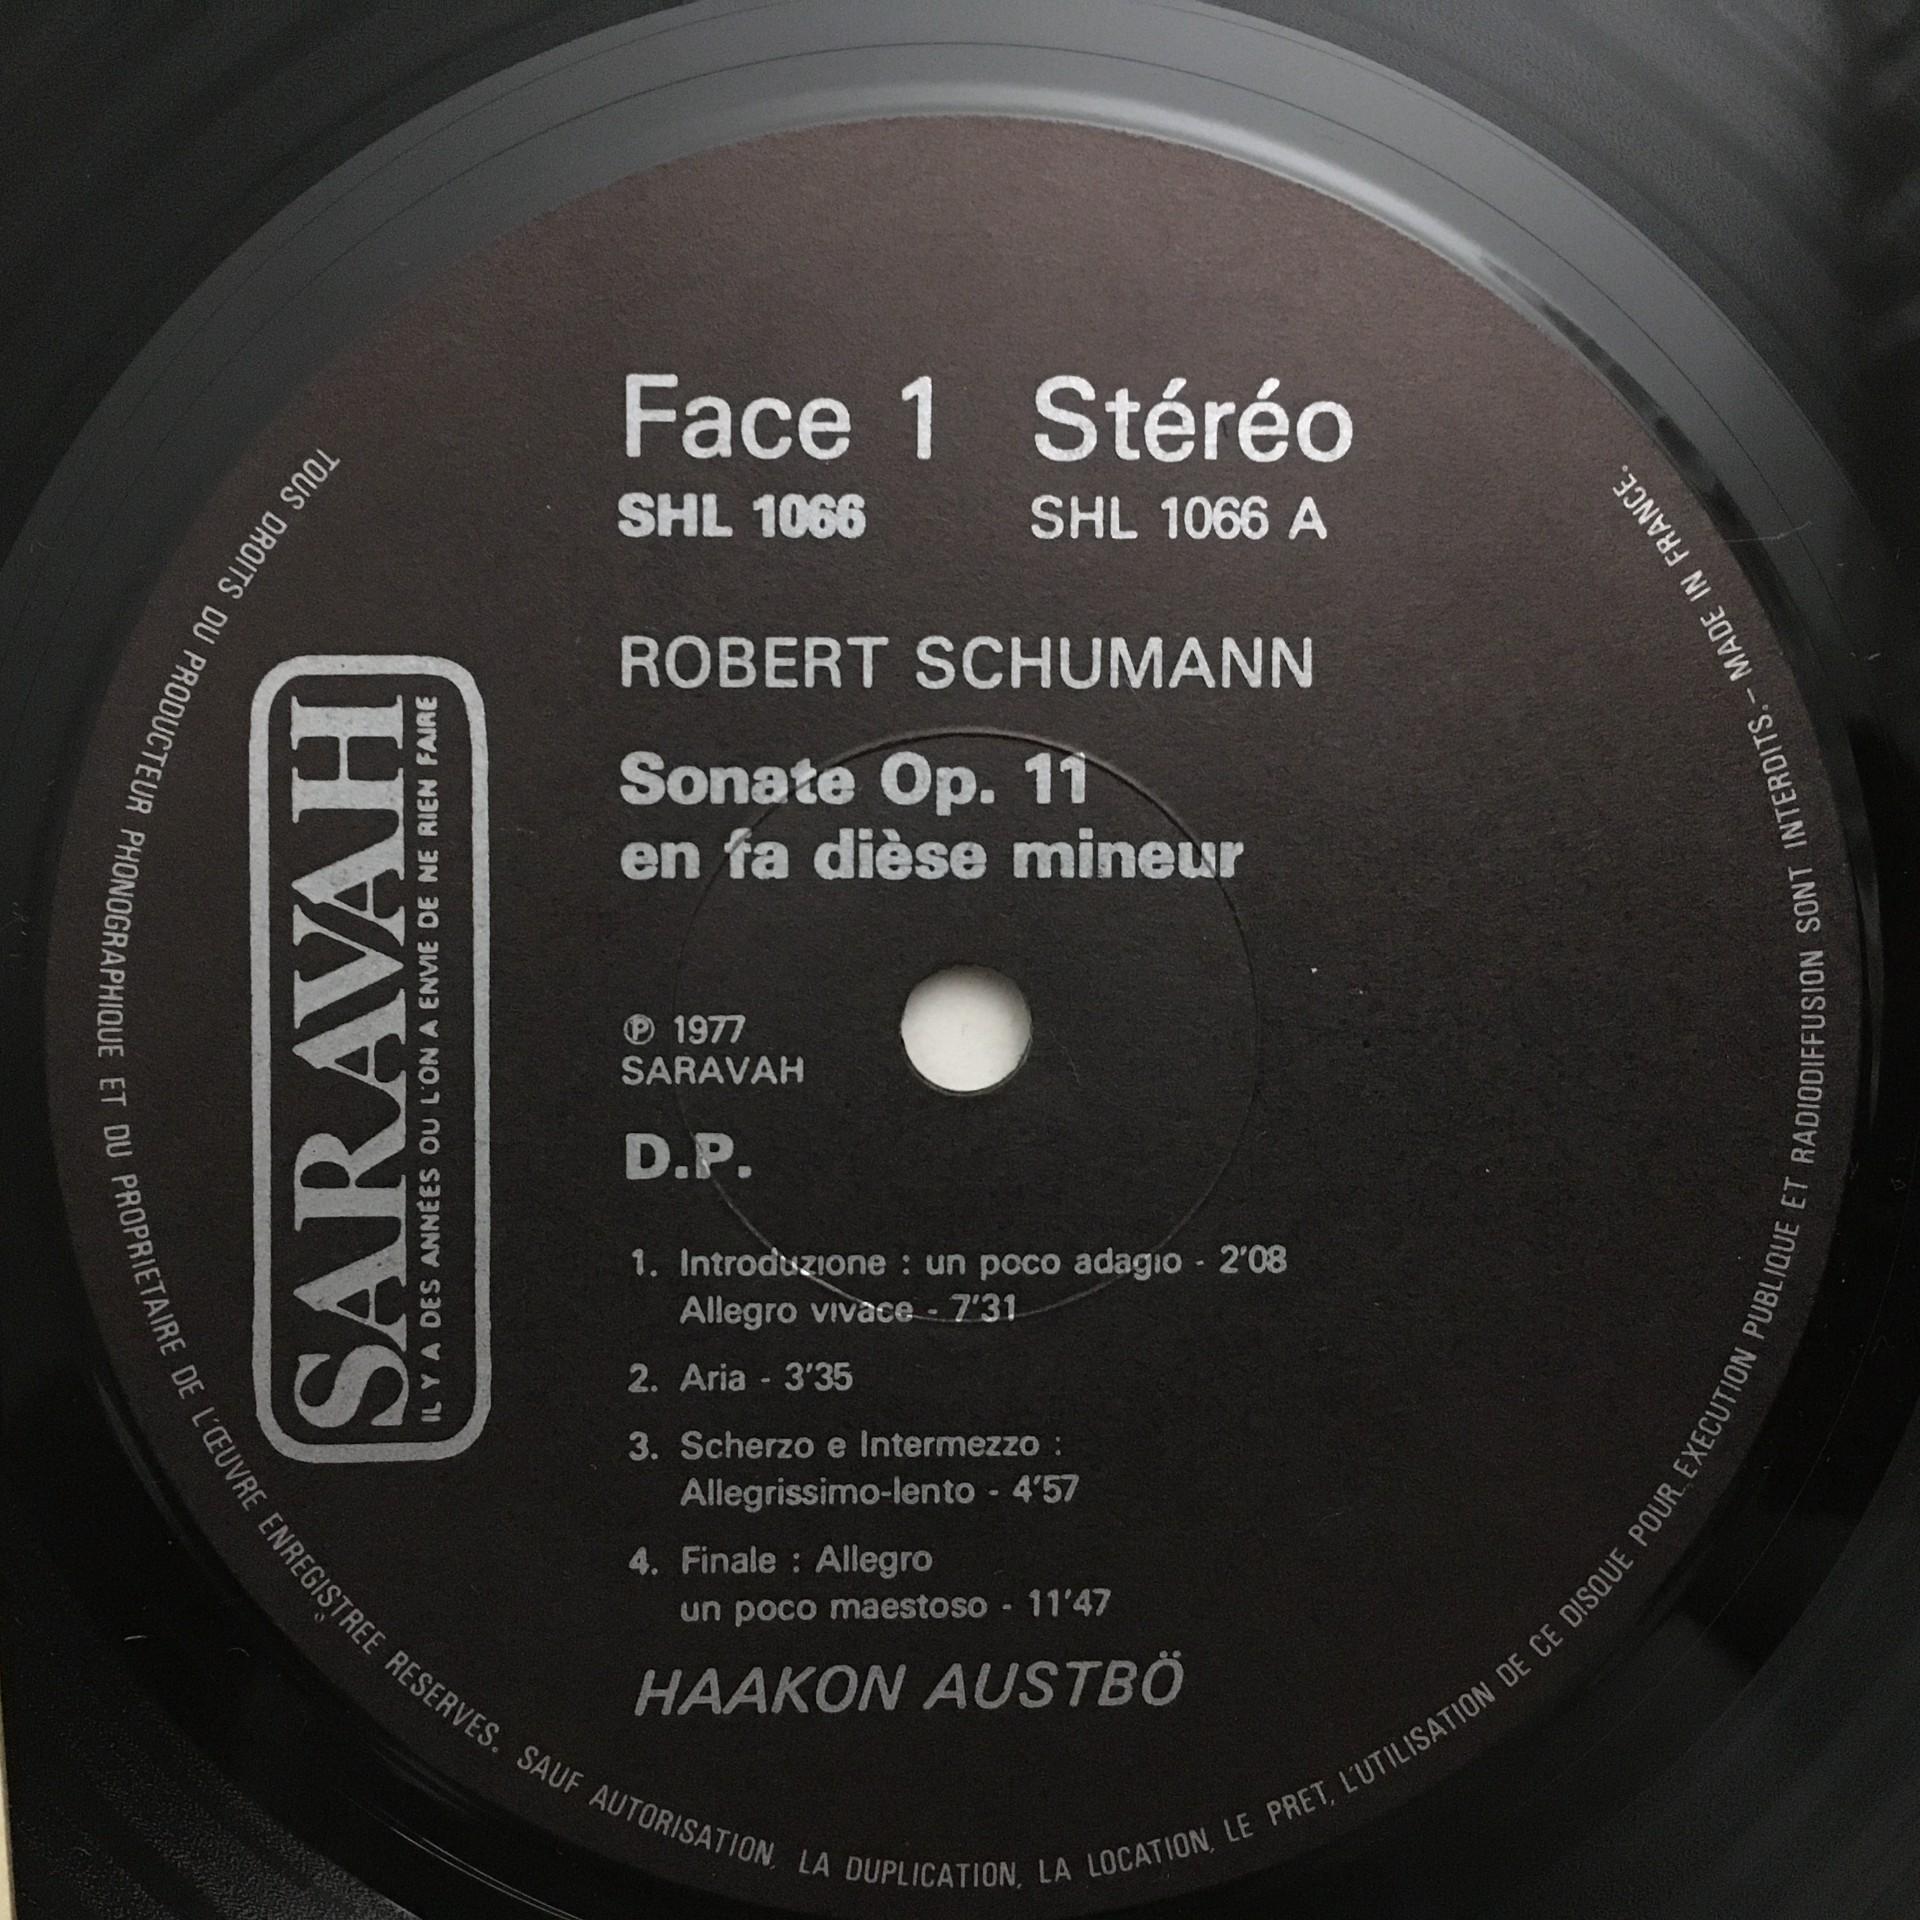 Face 1 Stéréo
SHL 1066 SHL 1066 A
ROBERT SCHUMANN
Sonate Op. 11
en fa dièse mineur
℗ 1977
SARAVAH
D.P.
1. Introduzione : un poco adagio - 2'08
Allegro vivace - 7'31
2. Aria - 3'35
3. Scherzo e Intermezzo :
Allegrissimo-lento - 4'57
4. Finale : Allegro
un poco maestoso - 11'47
HAAKON AUSTBÖ
SARAVAH
IL Y A DES ANNÉES OU L'ON A ENVIE DE NE RIEN FAIRE
TOUS DROITS DU PRODUCTEUR PHONOGRAPHIQUE ET DU PROPRIETAIRE DE L'ŒUVRE ENREGISTREE RESERVES. SAUF AUTORISATION, LA DUPLICATION, LA LOCATION, LE PRET, L'UTILISATION DE CE DISQUE POUR EXECUTION PUBLIQUE ET RADIODIFFUSION SONT INTERDITS. - MADE IN FRANCE.